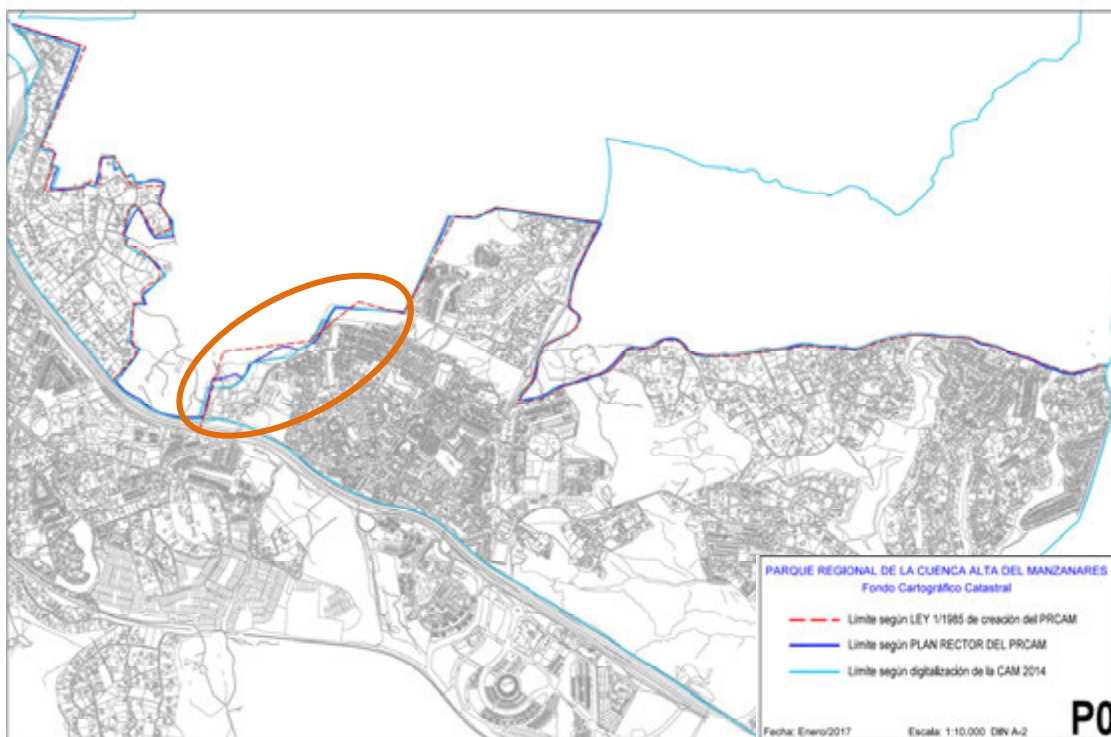 PARQUE REGIONAL DE LA CUENCA ALTA DEL MANZANARES
Fondo Cartográfico Catastral
Límite según LEY 1/1985 de creación del PRCAM
Límite según PLAN RECTOR DEL PRCAM
Límite según digitalización de la CAM 2014
Fecha: Enero/2017 Escala: 1:10.000 DIN A-2 P0